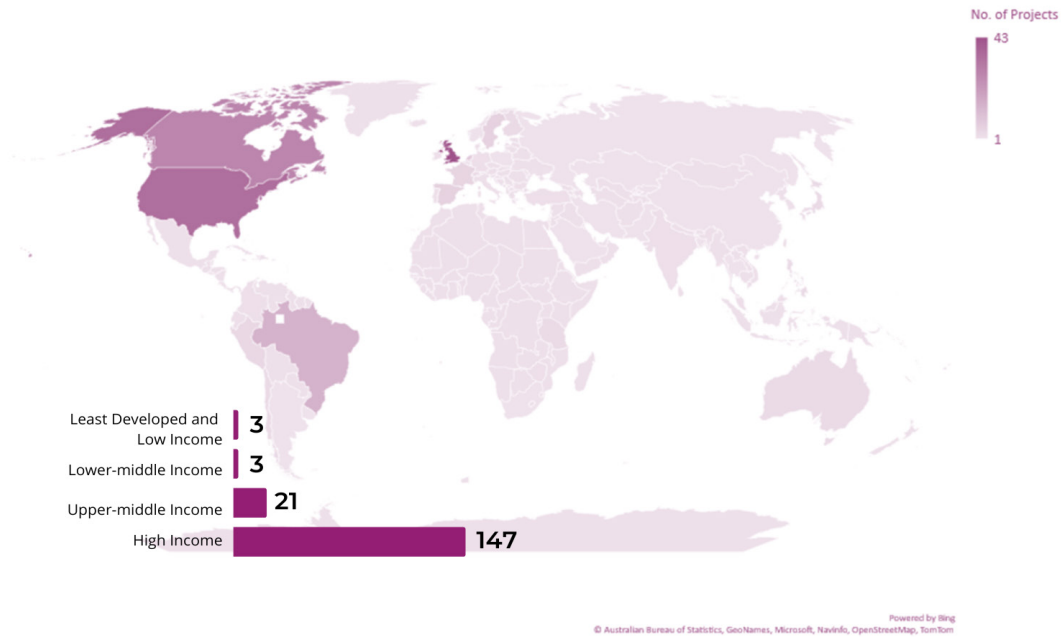 No. of Projects
43
1
Least Developed and
Low Income
3
Lower-middle Income
3
Upper-middle Income
21
High Income
147
Powered by Bing
© Australian Bureau of Statistics, GeoNames, Microsoft, Navinfo, OpenStreetMap, TomTom